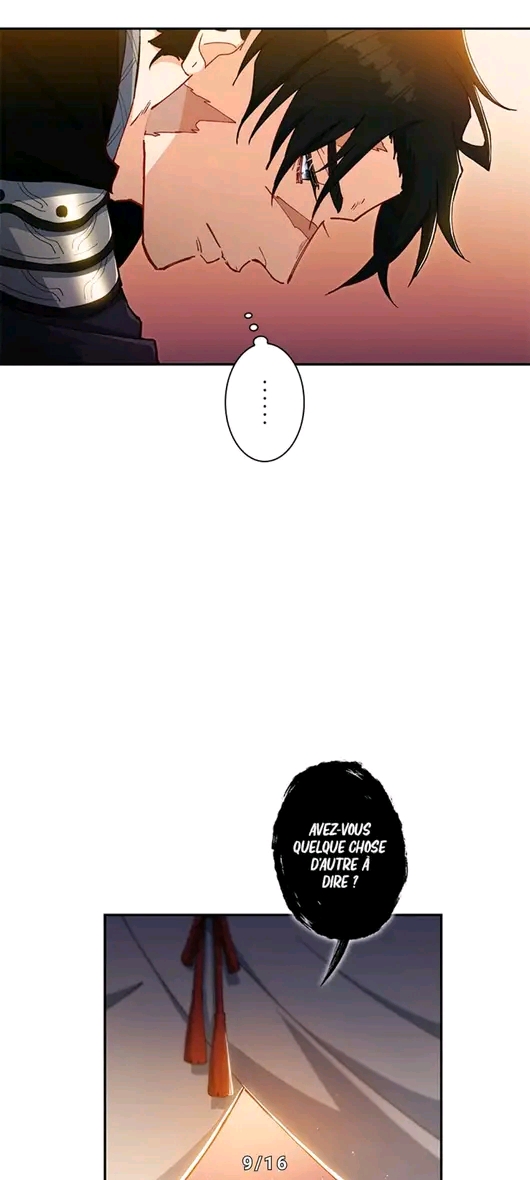 ......
AVEZ-VOUS
QUELQUE CHOSE
D'AUTRE À
DIRE ?
9/16